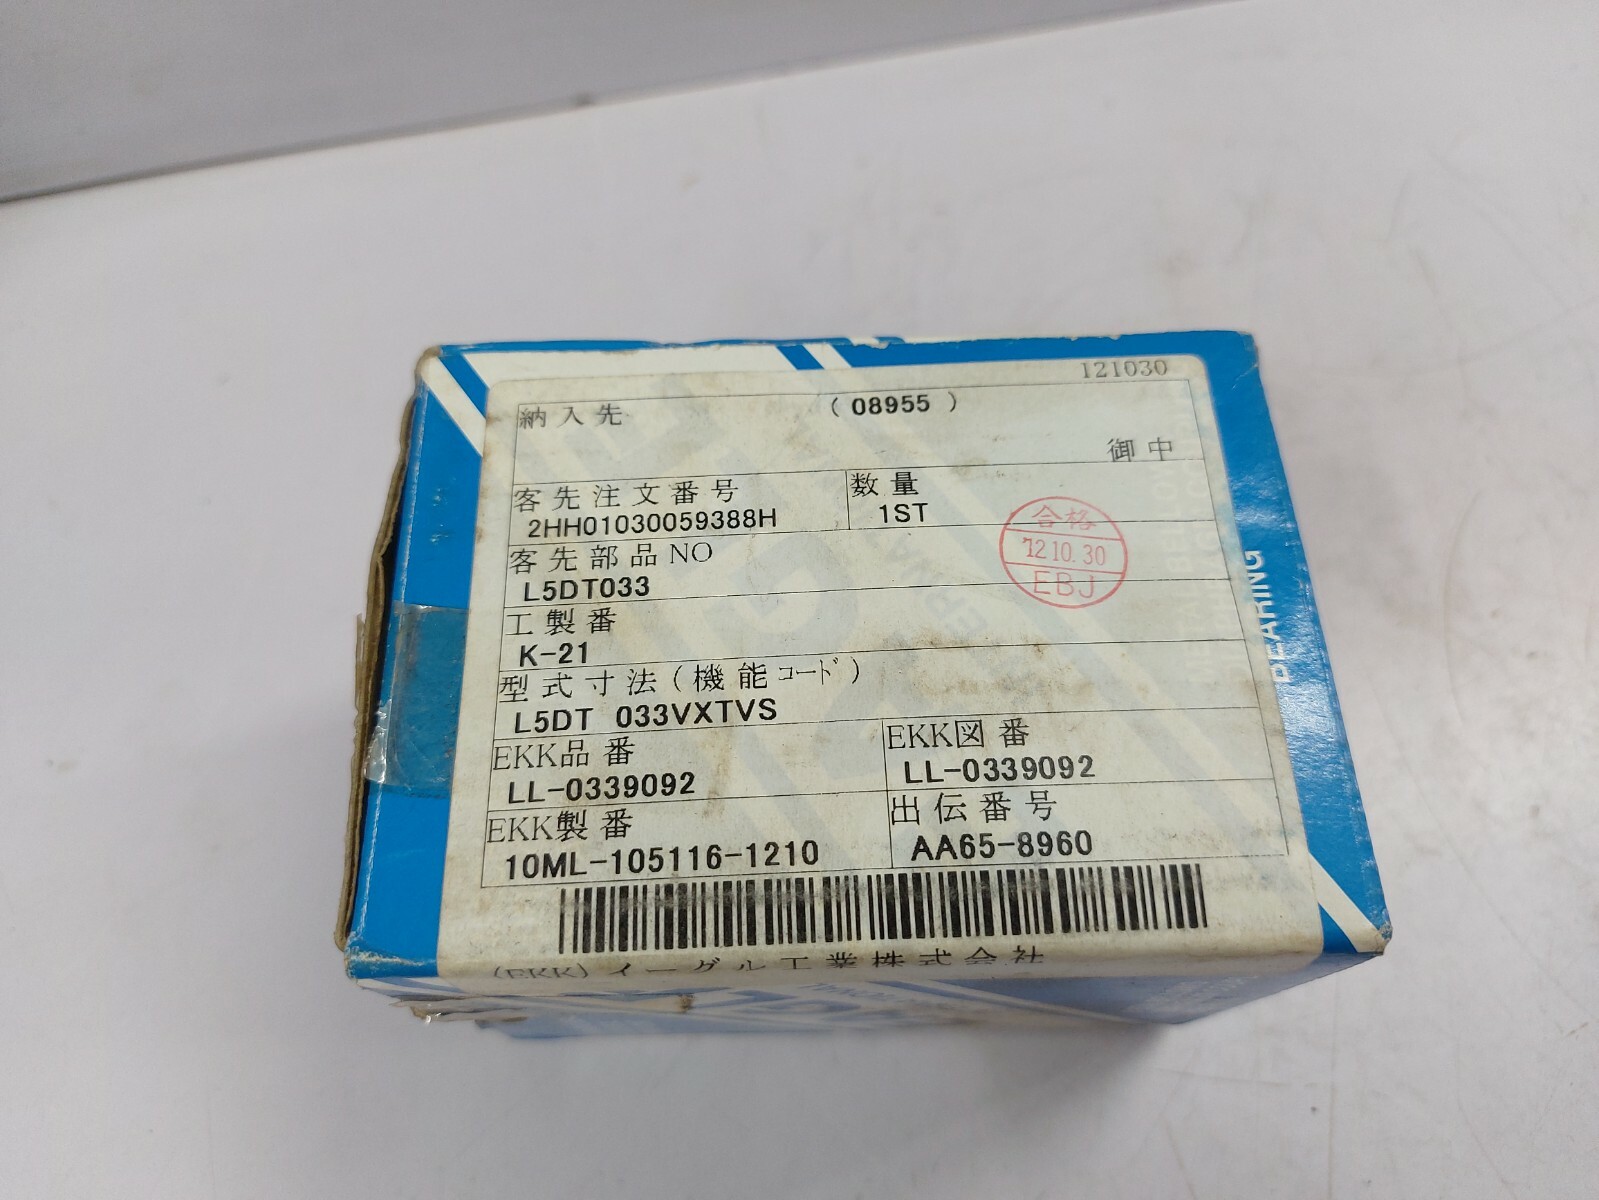 121030
納入先 (08955)
御中
客先注文番号 数量
2HH01030059388H 1ST
合格
12.10.30
EBJ
客先部品NO
L5DT033
工製番
K-21
型式寸法(機能コード)
L5DT 033VXTVS
EKK品番 EKK図番
LL-0339092 LL-0339092
EKK製番 出伝番号
10ML-105116-1210 AA65-8960
(EKK) イーグル工業株式会社
BEARING